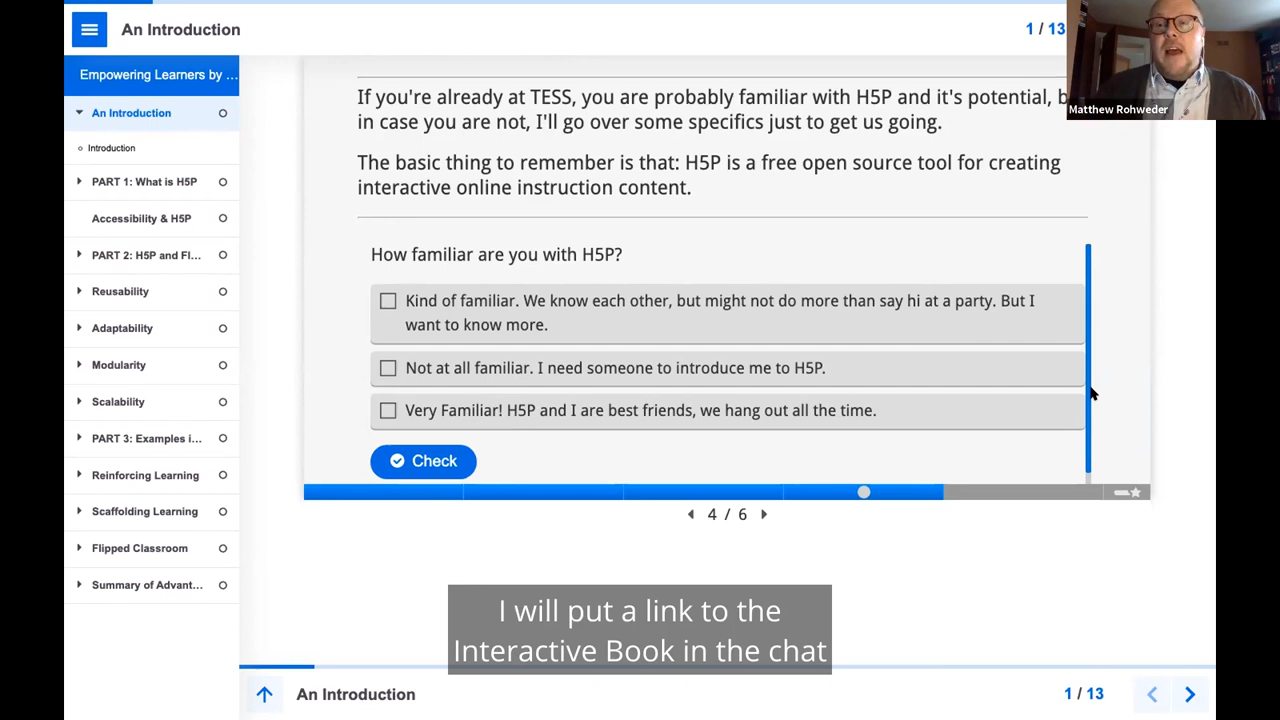 An Introduction
1 / 13
Matthew Rohweder
Empowering Learners by ...
An Introduction
Introduction
PART 1: What is H5P
Accessibility & H5P
PART 2: H5P and Fl...
Reusability
Adaptability
Modularity
Scalability
PART 3: Examples i...
Reinforcing Learning
Scaffolding Learning
Flipped Classroom
Summary of Advant...
If you're already at TESS, you are probably familiar with H5P and it's potential, b
in case you are not, I'll go over some specifics just to get us going.
The basic thing to remember is that: H5P is a free open source tool for creating
interactive online instruction content.
How familiar are you with H5P?
Kind of familiar. We know each other, but might not do more than say hi at a party. But I
want to know more.
Not at all familiar. I need someone to introduce me to H5P.
Very Familiar! H5P and I are best friends, we hang out all the time.
Check
4 / 6
I will put a link to the
Interactive Book in the chat
An Introduction
1 / 13